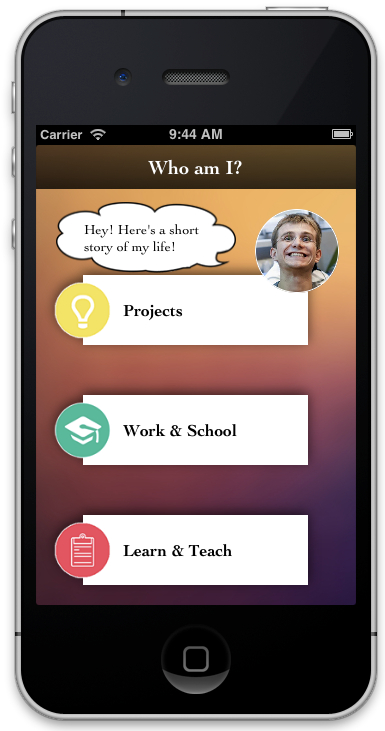 Carrier 9:44 AM
Who am I?
Hey! Here's a short
story of my life!
Projects
Work & School
Learn & Teach